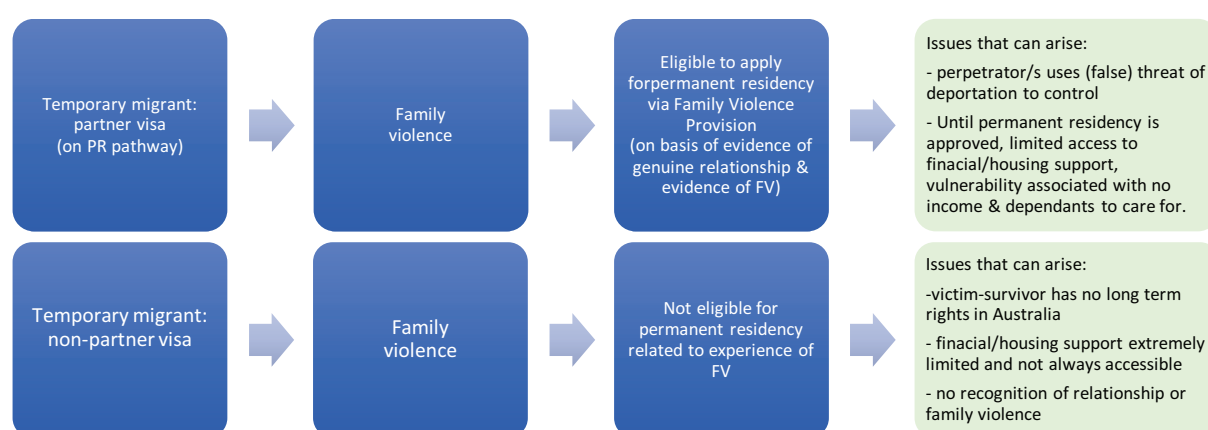 Temporary migrant:
partner visa
(on PR pathway)
Family
violence
Eligible to apply
forpermanent residency
via Family Violence
Provision
(on basis of evidence of
genuine relationship &
evidence of FV)
Issues that can arise:
- perpetrator/s uses (false) threat of
deportation to control
- Until permanent residency is
approved, limited access to
finacial/housing support,
vulnerability associated with no
income & dependants to care for.
Temporary migrant:
non-partner visa
Family
violence
Not eligible for
permanent residency
related to experience of
FV
Issues that can arise:
-victim-survivor has no long term
rights in Australia
- finacial/housing support extremely
limited and not always accessible
- no recognition of relationship or
family violence